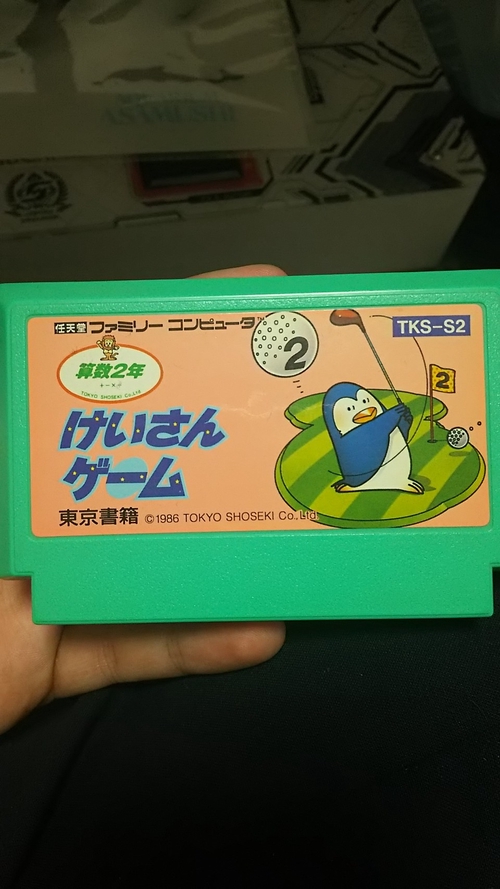 任天堂 ファミリー コンピュータ™
TKS-S2
算数2年
+−×÷
TOKYO SHOSEKI Co.,Ltd.
2
2
けいさん
ゲーム
東京書籍 ©1986 TOKYO SHOSEKI Co., Ltd.